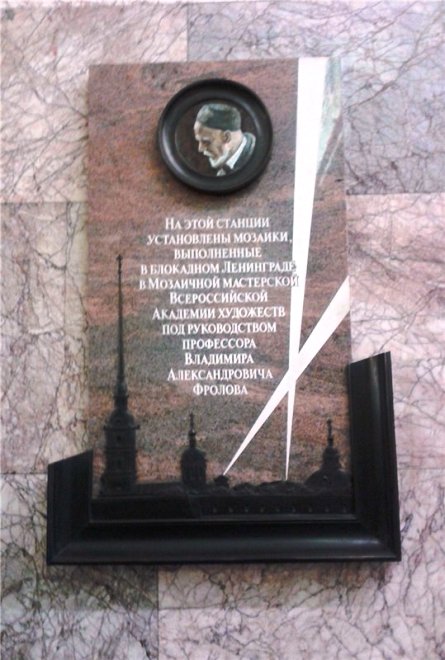 На этой станции
установлены мозаики,
выполненные
в блокадном Ленинграде
в Мозаичной мастерской
Всероссийской
Академии художеств
под руководством
профессора
Владимира
Александровича
Фролова